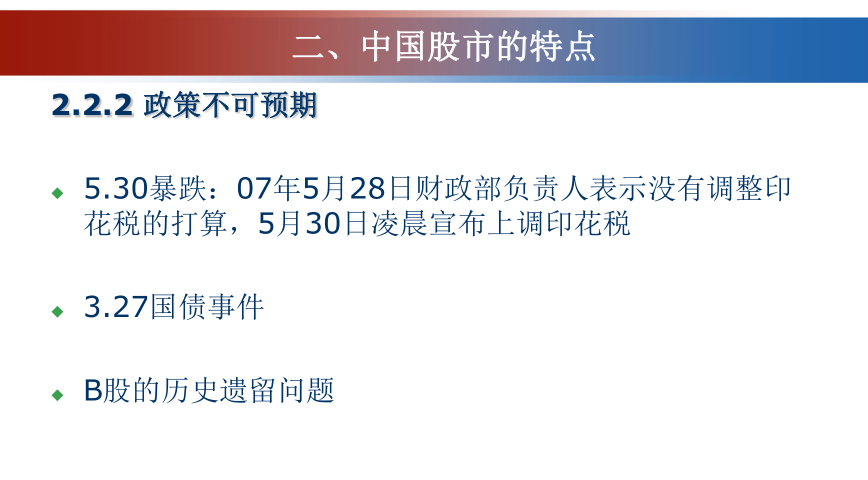 二、中国股市的特点
2.2.2 政策不可预期
5.30暴跌：07年5月28日财政部负责人表示没有调整印
花税的打算，5月30日凌晨宣布上调印花税
3.27国债事件
B股的历史遗留问题